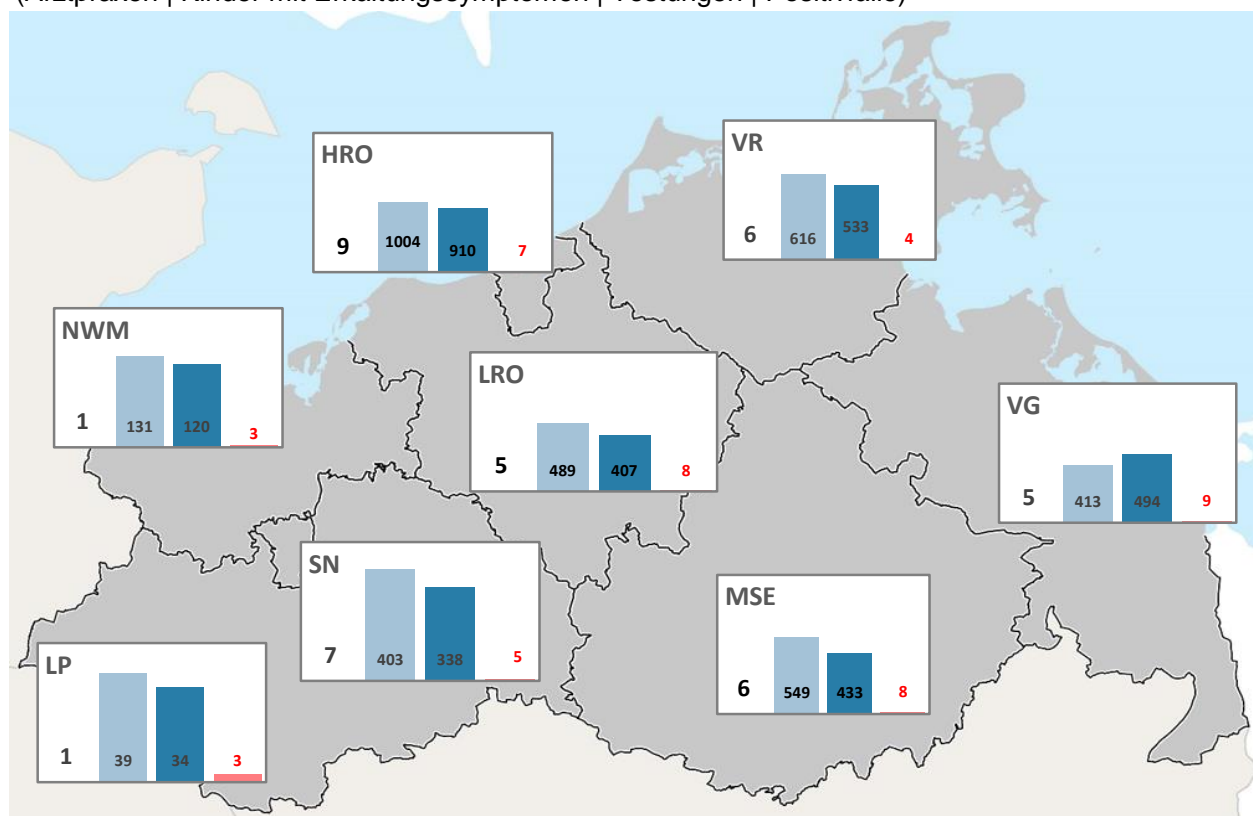 HRO
9 1004 910 7
VR
6 616 533 4
NWM
1 131 120 3
LRO
5 489 407 8
VG
5 413 494 9
SN
7 403 338 5
MSE
6 549 433 8
LP
1 39 34 3